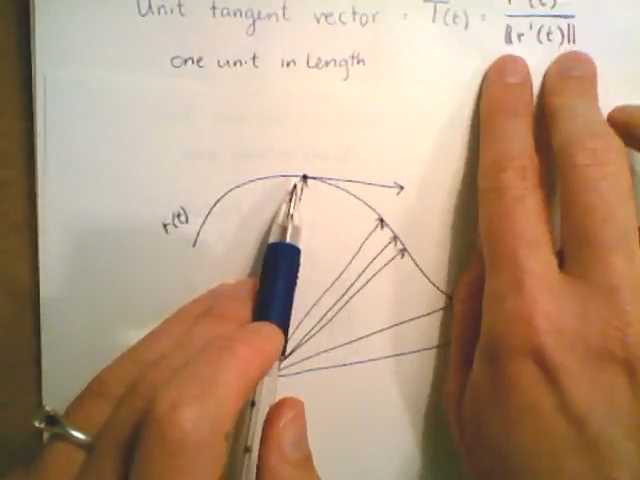 Unit tangent vector = T(t) = r'(t) / ||r'(t)||
one unit in length
r(t)